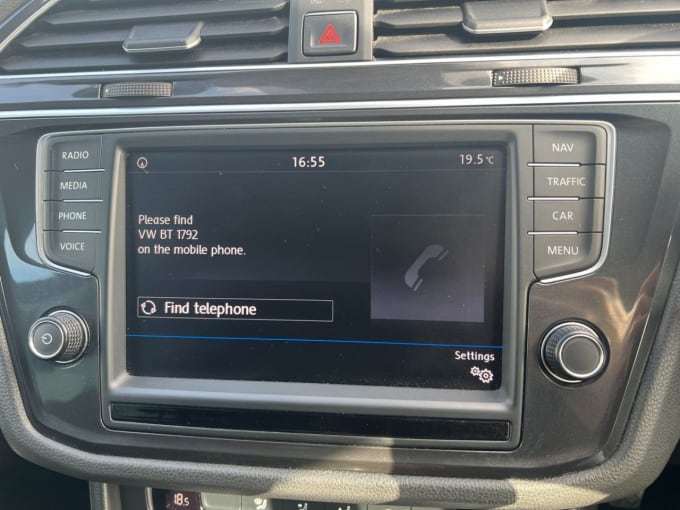 RADIO
MEDIA
PHONE
VOICE
16:55
19.5 °C
Please find
VW BT 1792
on the mobile phone.
Find telephone
Settings
NAV
TRAFFIC
CAR
MENU
18.5